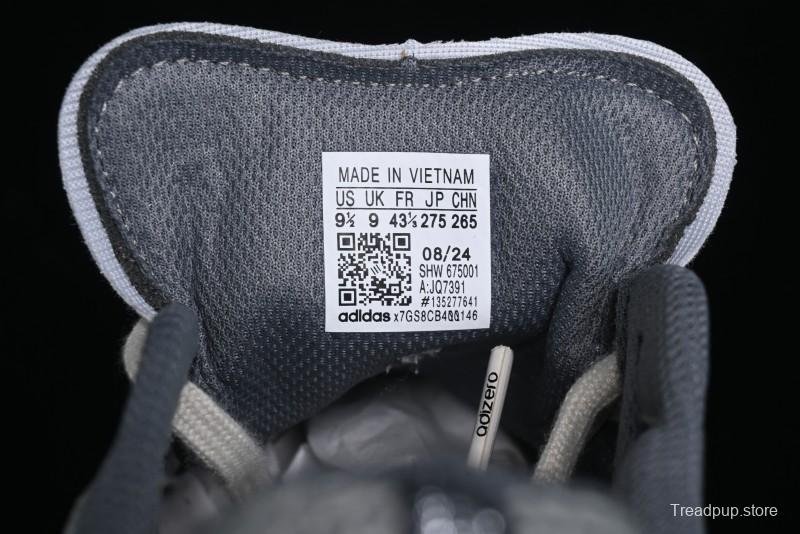 MADE IN VIETNAM
US UK FR JP CHN
9½ 9 43⅓ 275 265
08/24
SHW 675001
A:JQ7391
#135277641
adidas
adizero
Treadpup.store